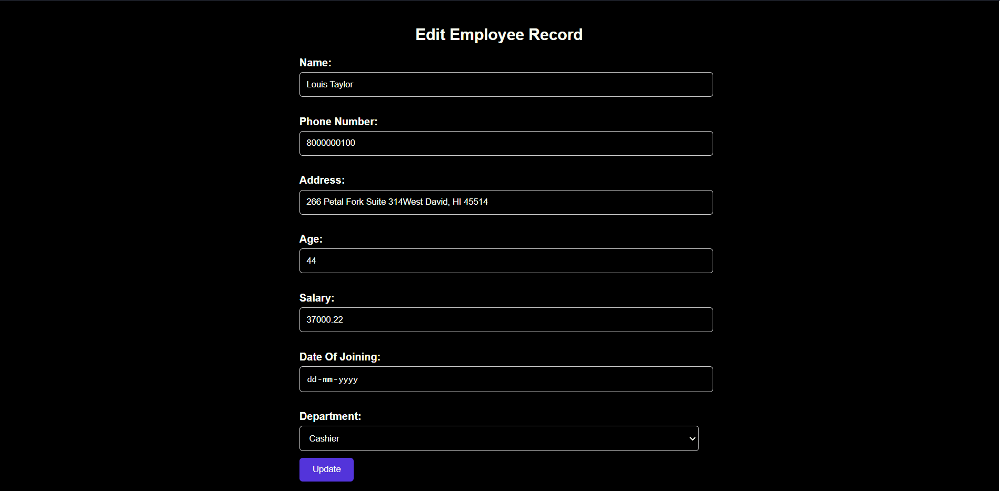 Edit Employee Record
Name:
Louis Taylor
Phone Number:
8000000100
Address:
266 Petal Fork Suite 314West David, HI 45514
Age:
44
Salary:
37000.22
Date Of Joining:
dd-mm-yyyy
Department:
Cashier
Update